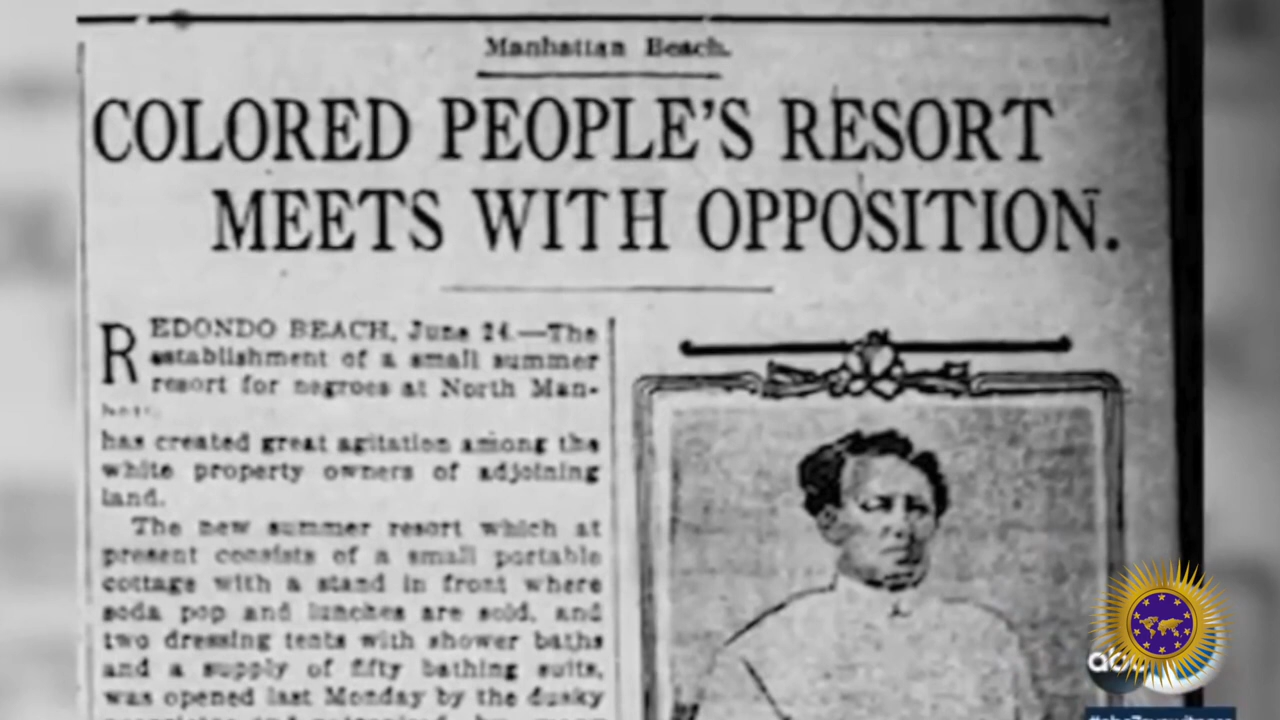 Manhattan Beach.
COLORED PEOPLE'S RESORT
MEETS WITH OPPOSITION.
REDONDO BEACH, June 24.—The
establishment of a small summer
resort for negroes at North Man-
has created great agitation among the
white property owners of adjoining
land.
The new summer resort which at
present consists of a small portable
cottage with a stand in front where
soda pop and lunches are sold, and
two dressing tents with shower baths
and a supply of fifty bathing suits,
was opened last Monday by the dusky
abc